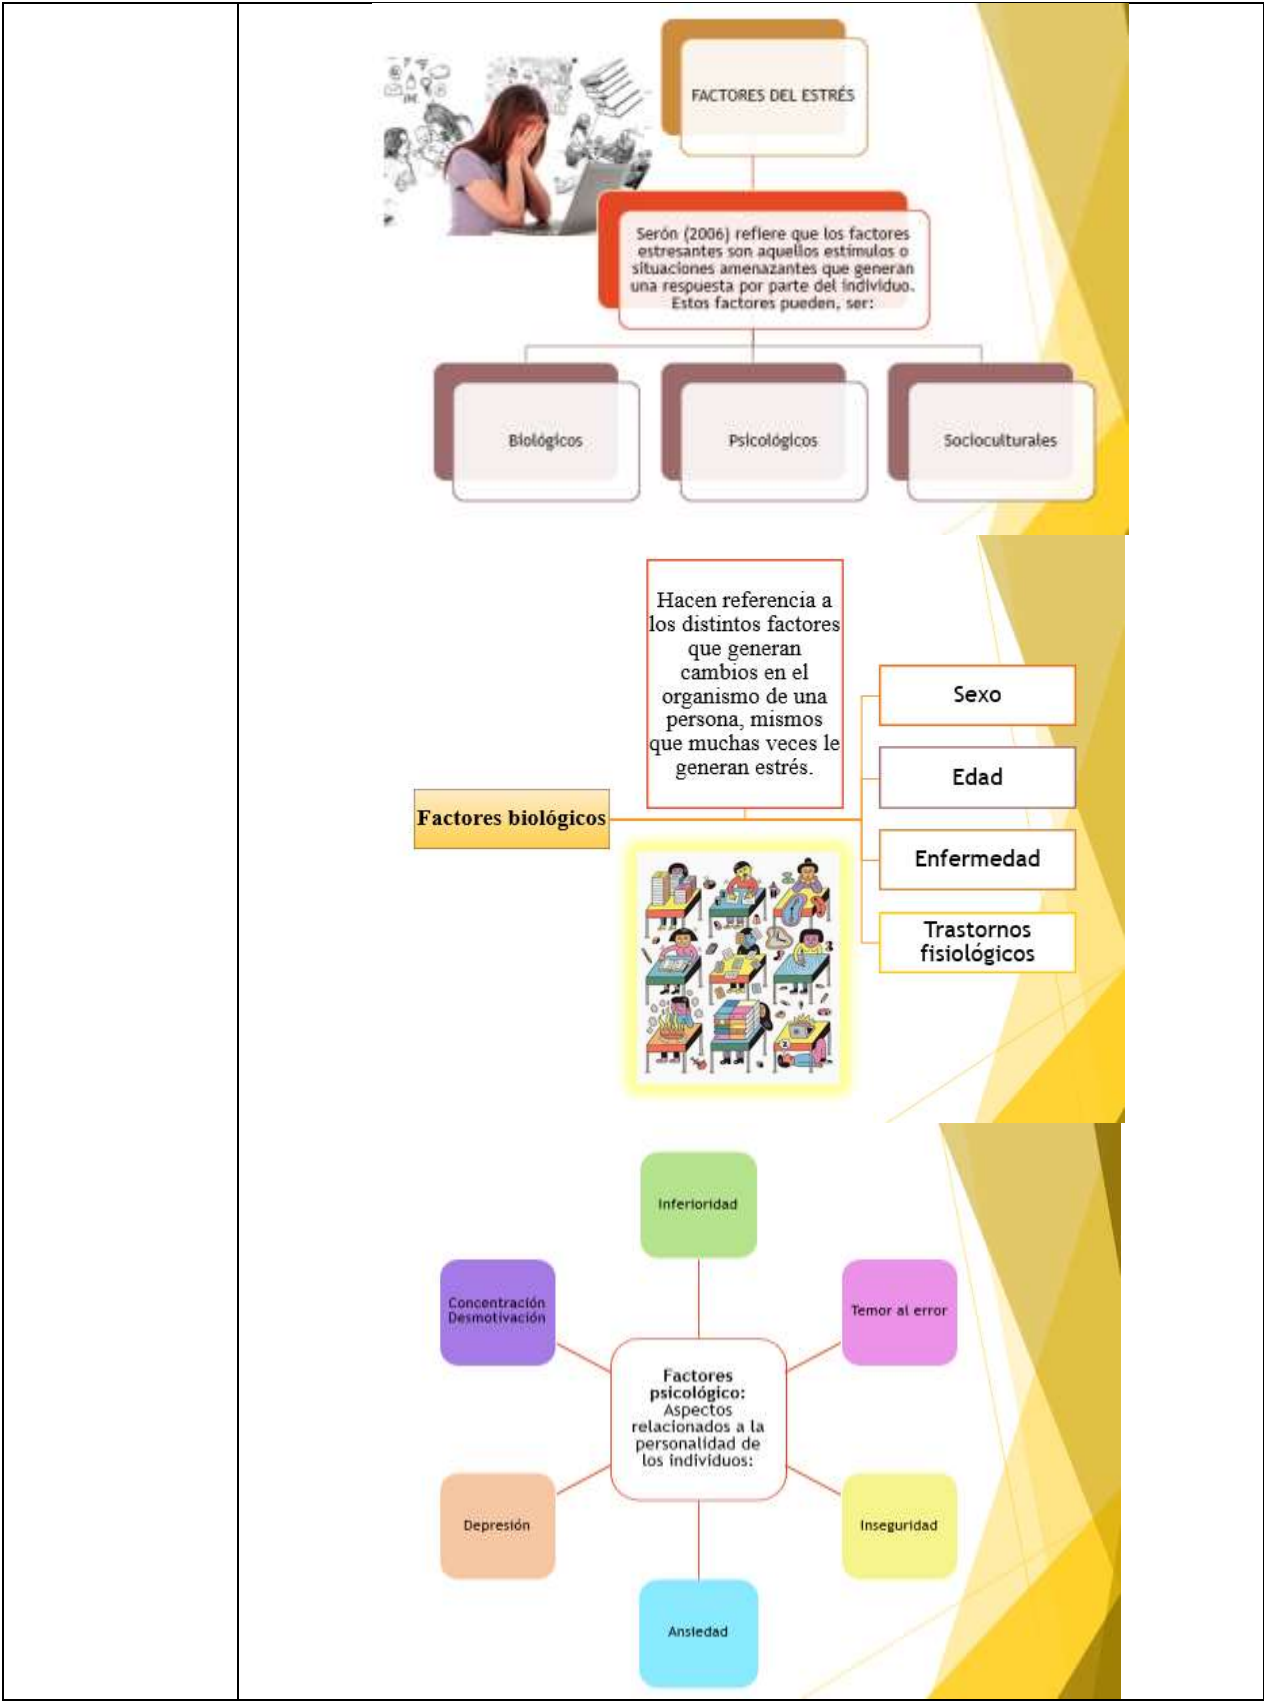 FACTORES DEL ESTRÉS
Serón (2006) refiere que los factores
estresantes son aquellos estímulos o
situaciones amenazantes que generan
una respuesta por parte del individuo.
Estos factores pueden, ser:
Biológicos
Psicológicos
Socioculturales
Hacen referencia a
los distintos factores
que generan
cambios en el
organismo de una
persona, mismos
que muchas veces le
generan estrés.
Factores biológicos
Sexo
Edad
Enfermedad
Trastornos
fisiológicos
Inferioridad
Concentración
Desmotivación
Temor al error
Factores
psicológico:
Aspectos
relacionados a la
personalidad de
los individuos:
Depresión
Inseguridad
Ansiedad